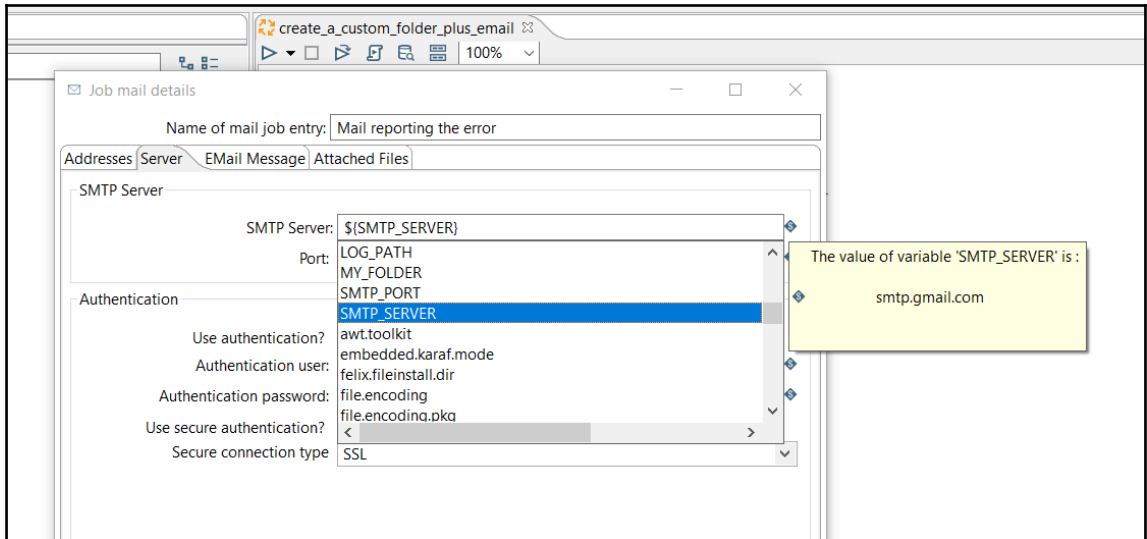 create_a_custom_folder_plus_email
100%
Job mail details
Name of mail job entry: Mail reporting the error
Addresses Server EMail Message Attached Files
SMTP Server
SMTP Server: ${SMTP_SERVER}
Port:
LOG_PATH
MY_FOLDER
SMTP_PORT
SMTP_SERVER
awt.toolkit
embedded.karaf.mode
felix.fileinstall.dir
file.encoding
file.encoding.pkg
The value of variable 'SMTP_SERVER' is :
smtp.gmail.com
Authentication
Use authentication?
Authentication user:
Authentication password:
Use secure authentication?
Secure connection type SSL